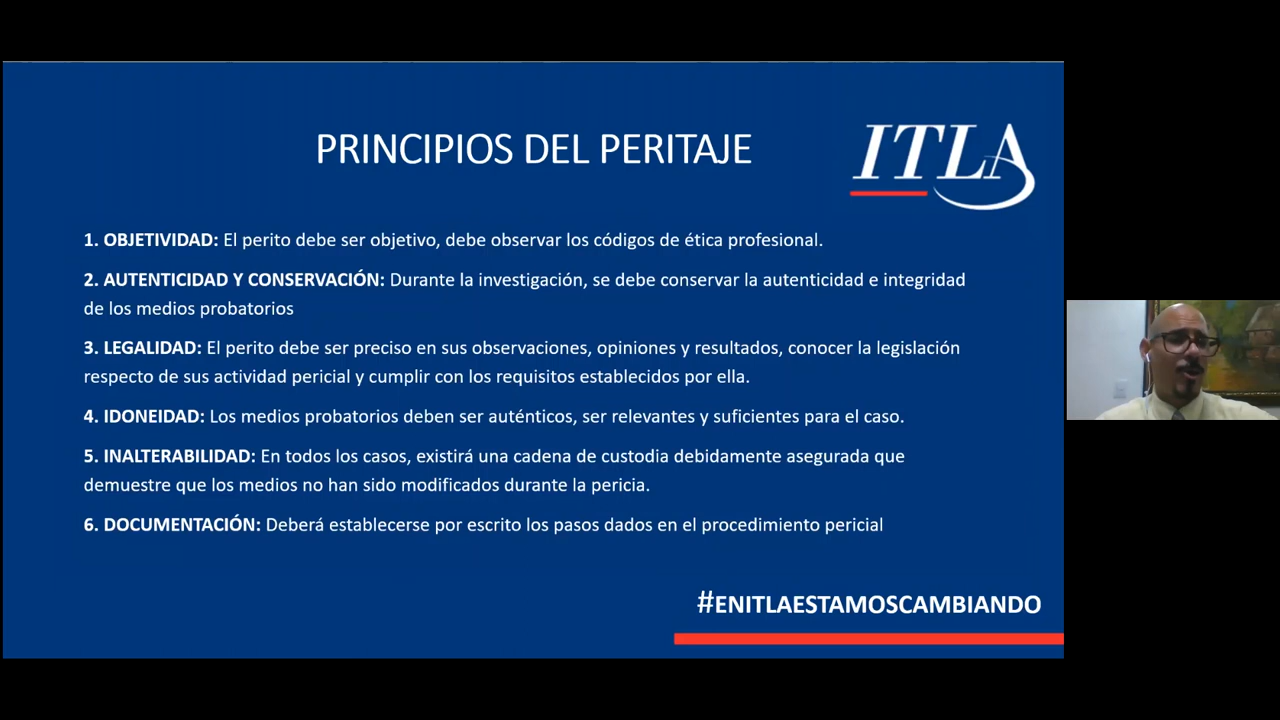 PRINCIPIOS DEL PERITAJE
ITLA
1. OBJETIVIDAD: El perito debe ser objetivo, debe observar los códigos de ética profesional.
2. AUTENTICIDAD Y CONSERVACIÓN: Durante la investigación, se debe conservar la autenticidad e integridad
de los medios probatorios
3. LEGALIDAD: El perito debe ser preciso en sus observaciones, opiniones y resultados, conocer la legislación
respecto de sus actividad pericial y cumplir con los requisitos establecidos por ella.
4. IDONEIDAD: Los medios probatorios deben ser auténticos, ser relevantes y suficientes para el caso.
5. INALTERABILIDAD: En todos los casos, existirá una cadena de custodia debidamente asegurada que
demuestre que los medios no han sido modificados durante la pericia.
6. DOCUMENTACIÓN: Deberá establecerse por escrito los pasos dados en el procedimiento pericial
#ENITLAESTAMOSCAMBIANDO